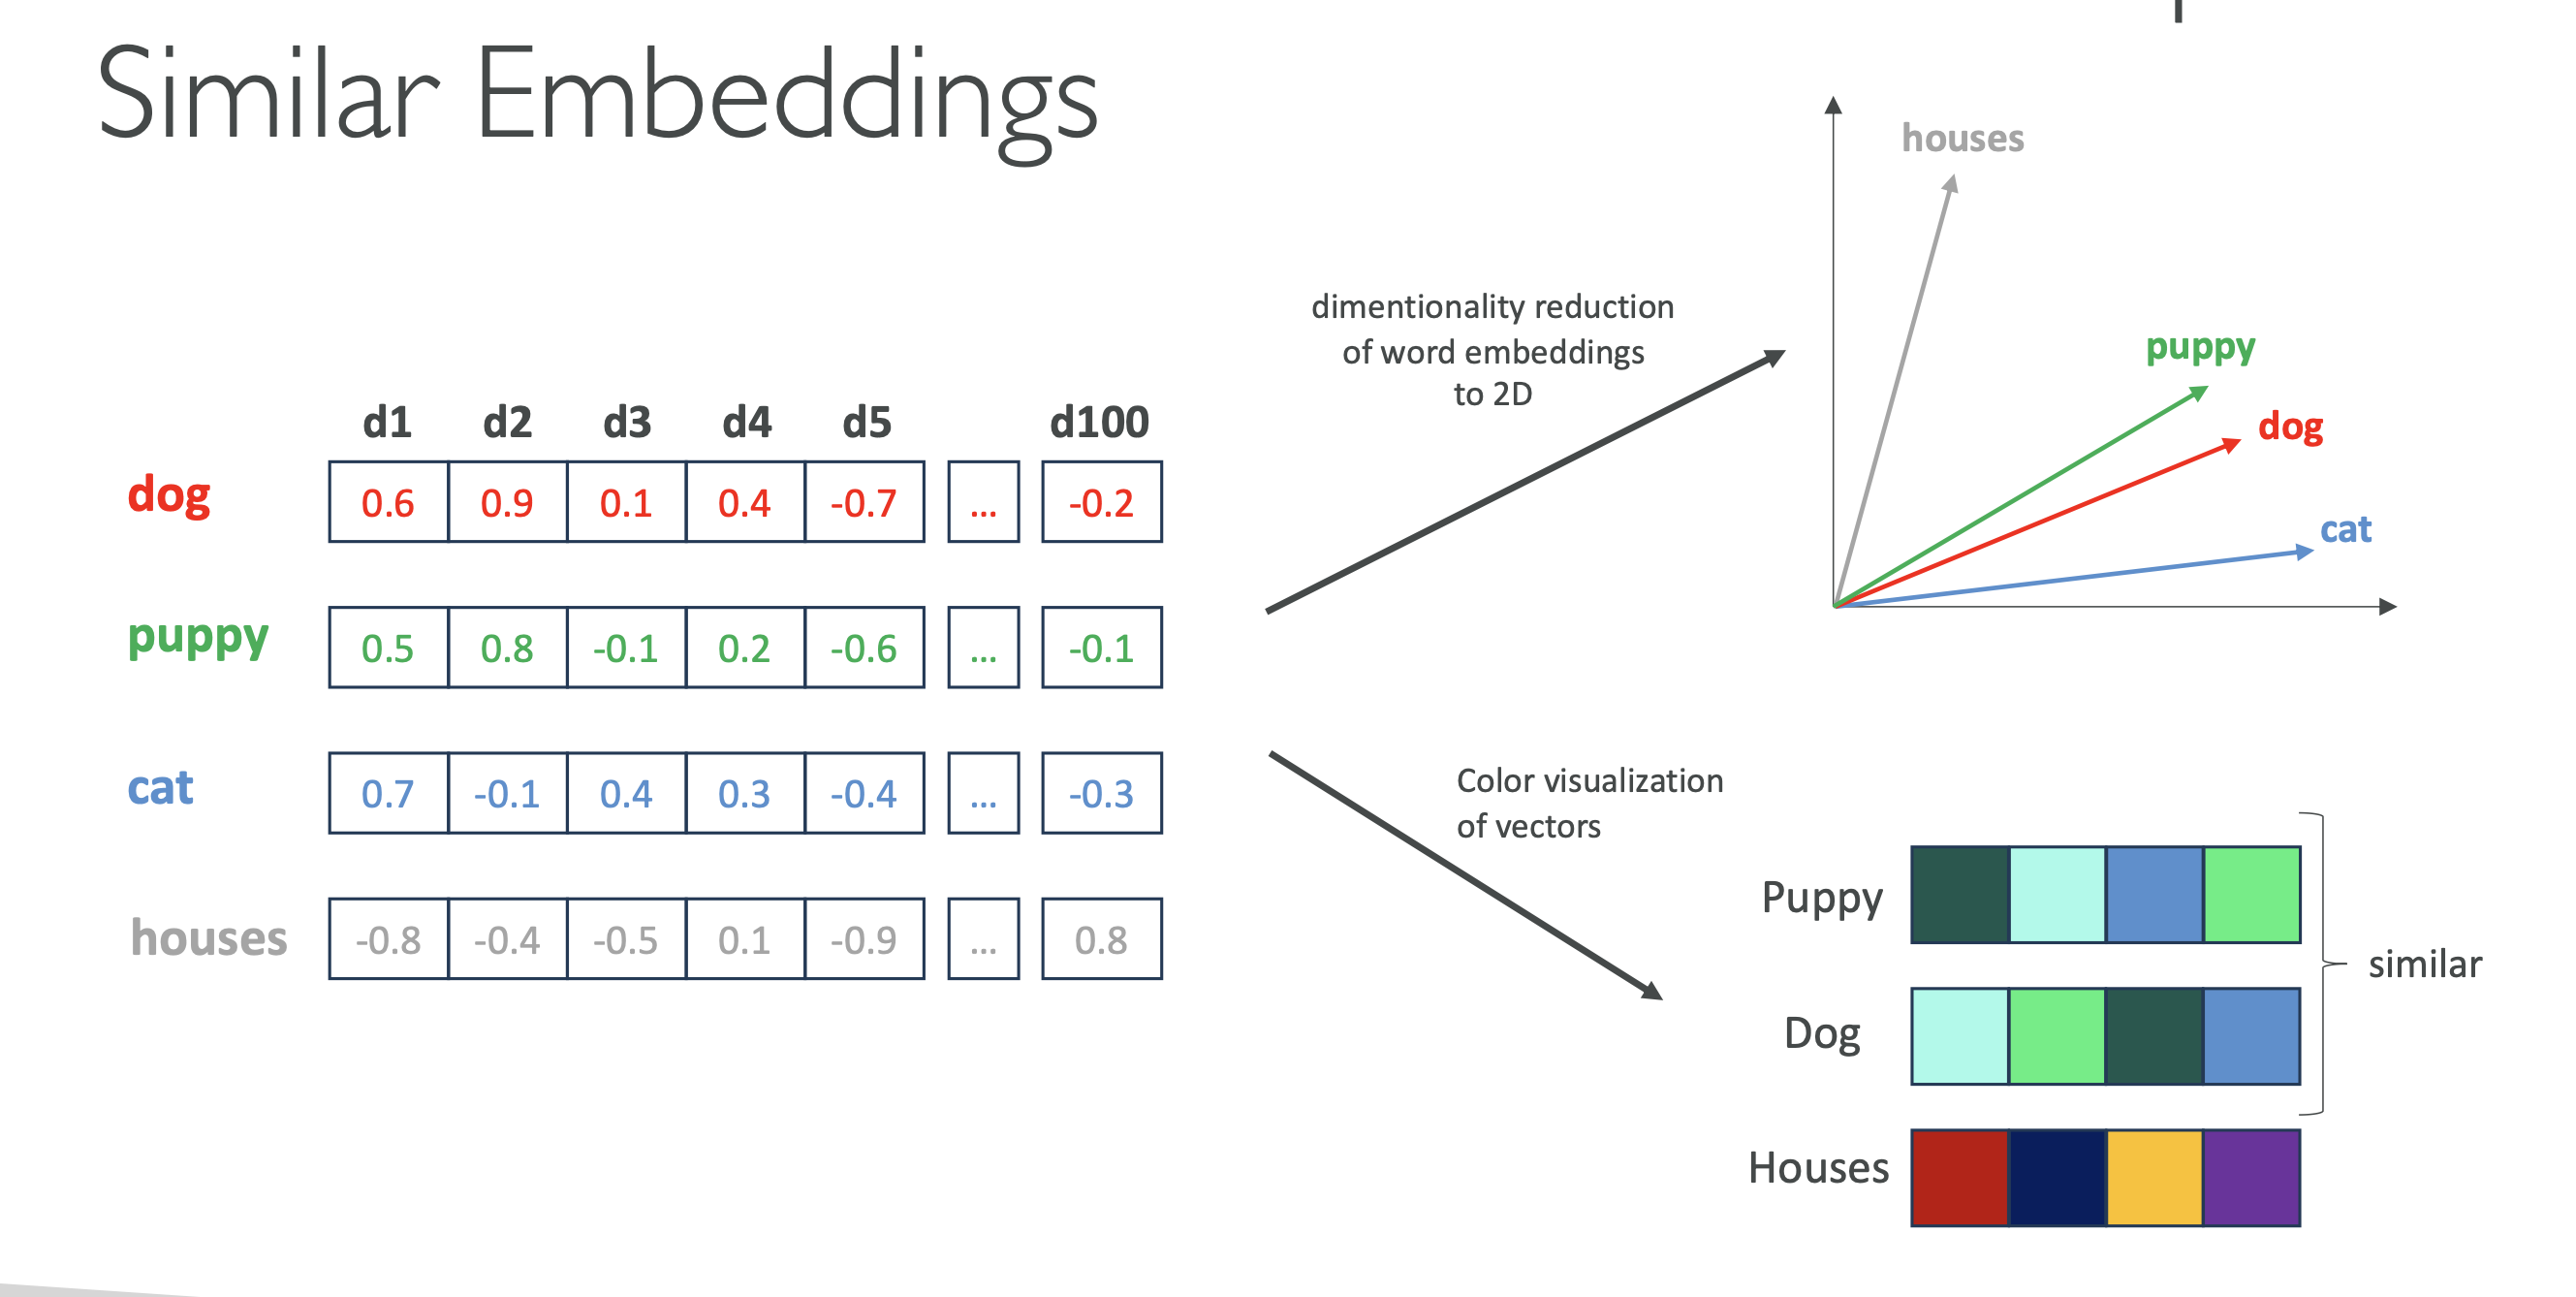 Similar Embeddings
d1 d2 d3 d4 d5 d100
dog 0.6 0.9 0.1 0.4 -0.7 ... -0.2
puppy 0.5 0.8 -0.1 0.2 -0.6 ... -0.1
cat 0.7 -0.1 0.4 0.3 -0.4 ... -0.3
houses -0.8 -0.4 -0.5 0.1 -0.9 ... 0.8
dimentionality reduction
of word embeddings
to 2D
houses
puppy
dog
cat
Color visualization
of vectors
Puppy
Dog
Houses
similar